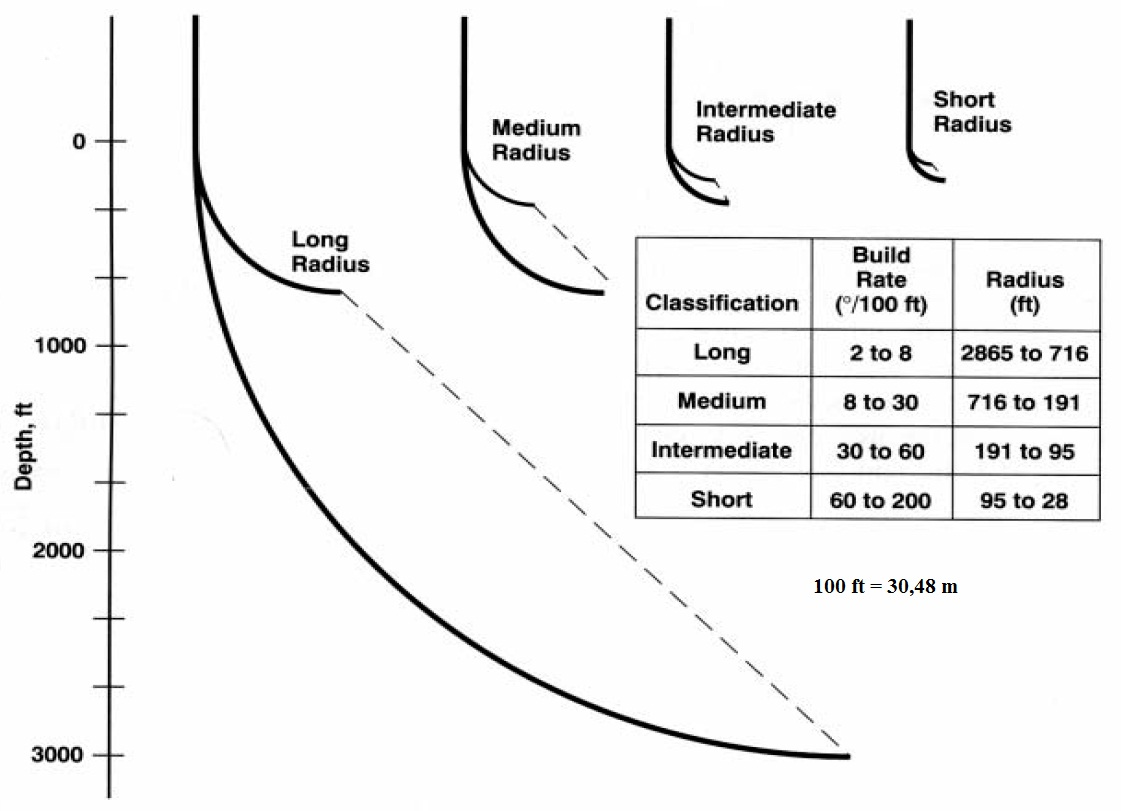 0
1000
2000
3000
Depth, ft
Long
Radius
Medium
Radius
Intermediate
Radius
Short
Radius
Classification
Build
Rate
(°/100 ft)
Radius
(ft)
Long 2 to 8 2865 to 716
Medium 8 to 30 716 to 191
Intermediate 30 to 60 191 to 95
Short 60 to 200 95 to 28
100 ft = 30,48 m